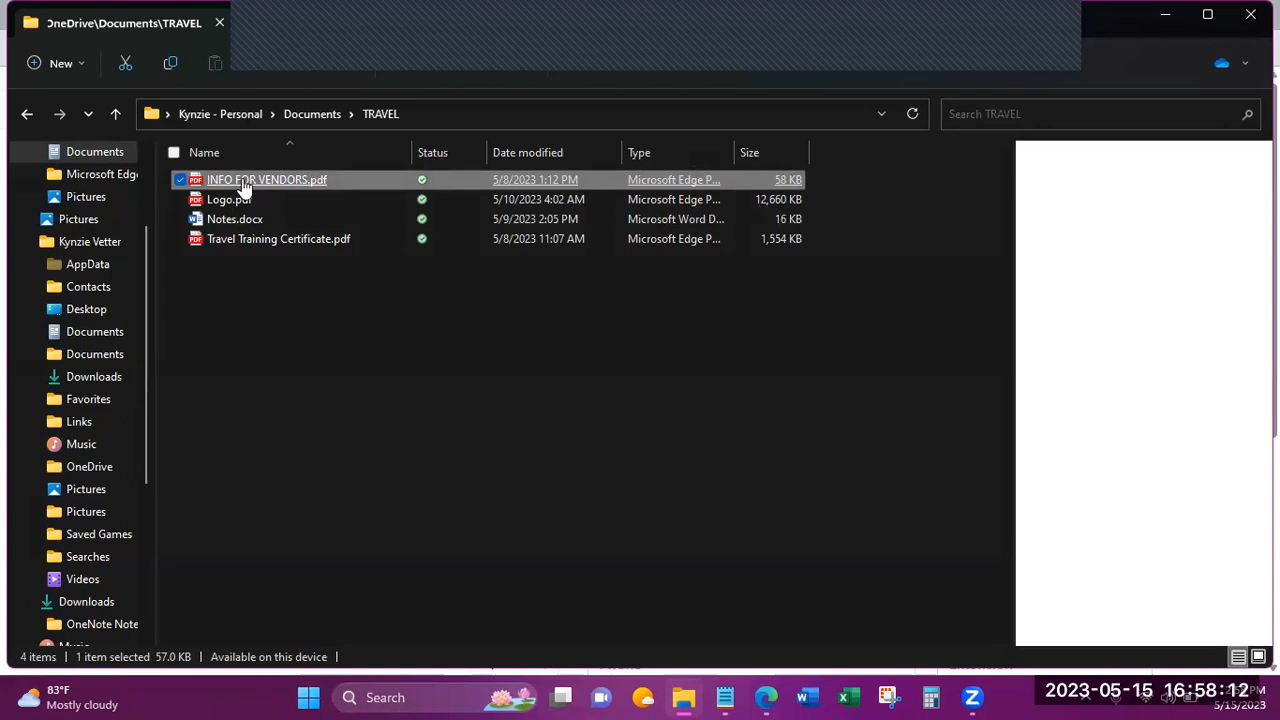 OneDrive\Documents\TRAVEL
New
Kynzie - Personal > Documents > TRAVEL
Search TRAVEL
Name Status Date modified Type Size
INFO FOR VENDORS.pdf 5/8/2023 1:12 PM Microsoft Edge P... 58 KB
Logo.pdf 5/10/2023 4:02 AM Microsoft Edge P... 12,660 KB
Notes.docx 5/9/2023 2:05 PM Microsoft Word D... 16 KB
Travel Training Certificate.pdf 5/8/2023 11:07 AM Microsoft Edge P... 1,554 KB
Documents
Microsoft Edge
Pictures
Pictures
Kynzie Vetter
AppData
Contacts
Desktop
Documents
Documents
Downloads
Favorites
Links
Music
OneDrive
Pictures
Pictures
Saved Games
Searches
Videos
Downloads
OneNote Note
4 items 1 item selected 57.0 KB Available on this device
83°F
Mostly cloudy
Search
2023-05-15 16:58:12
5/15/2023